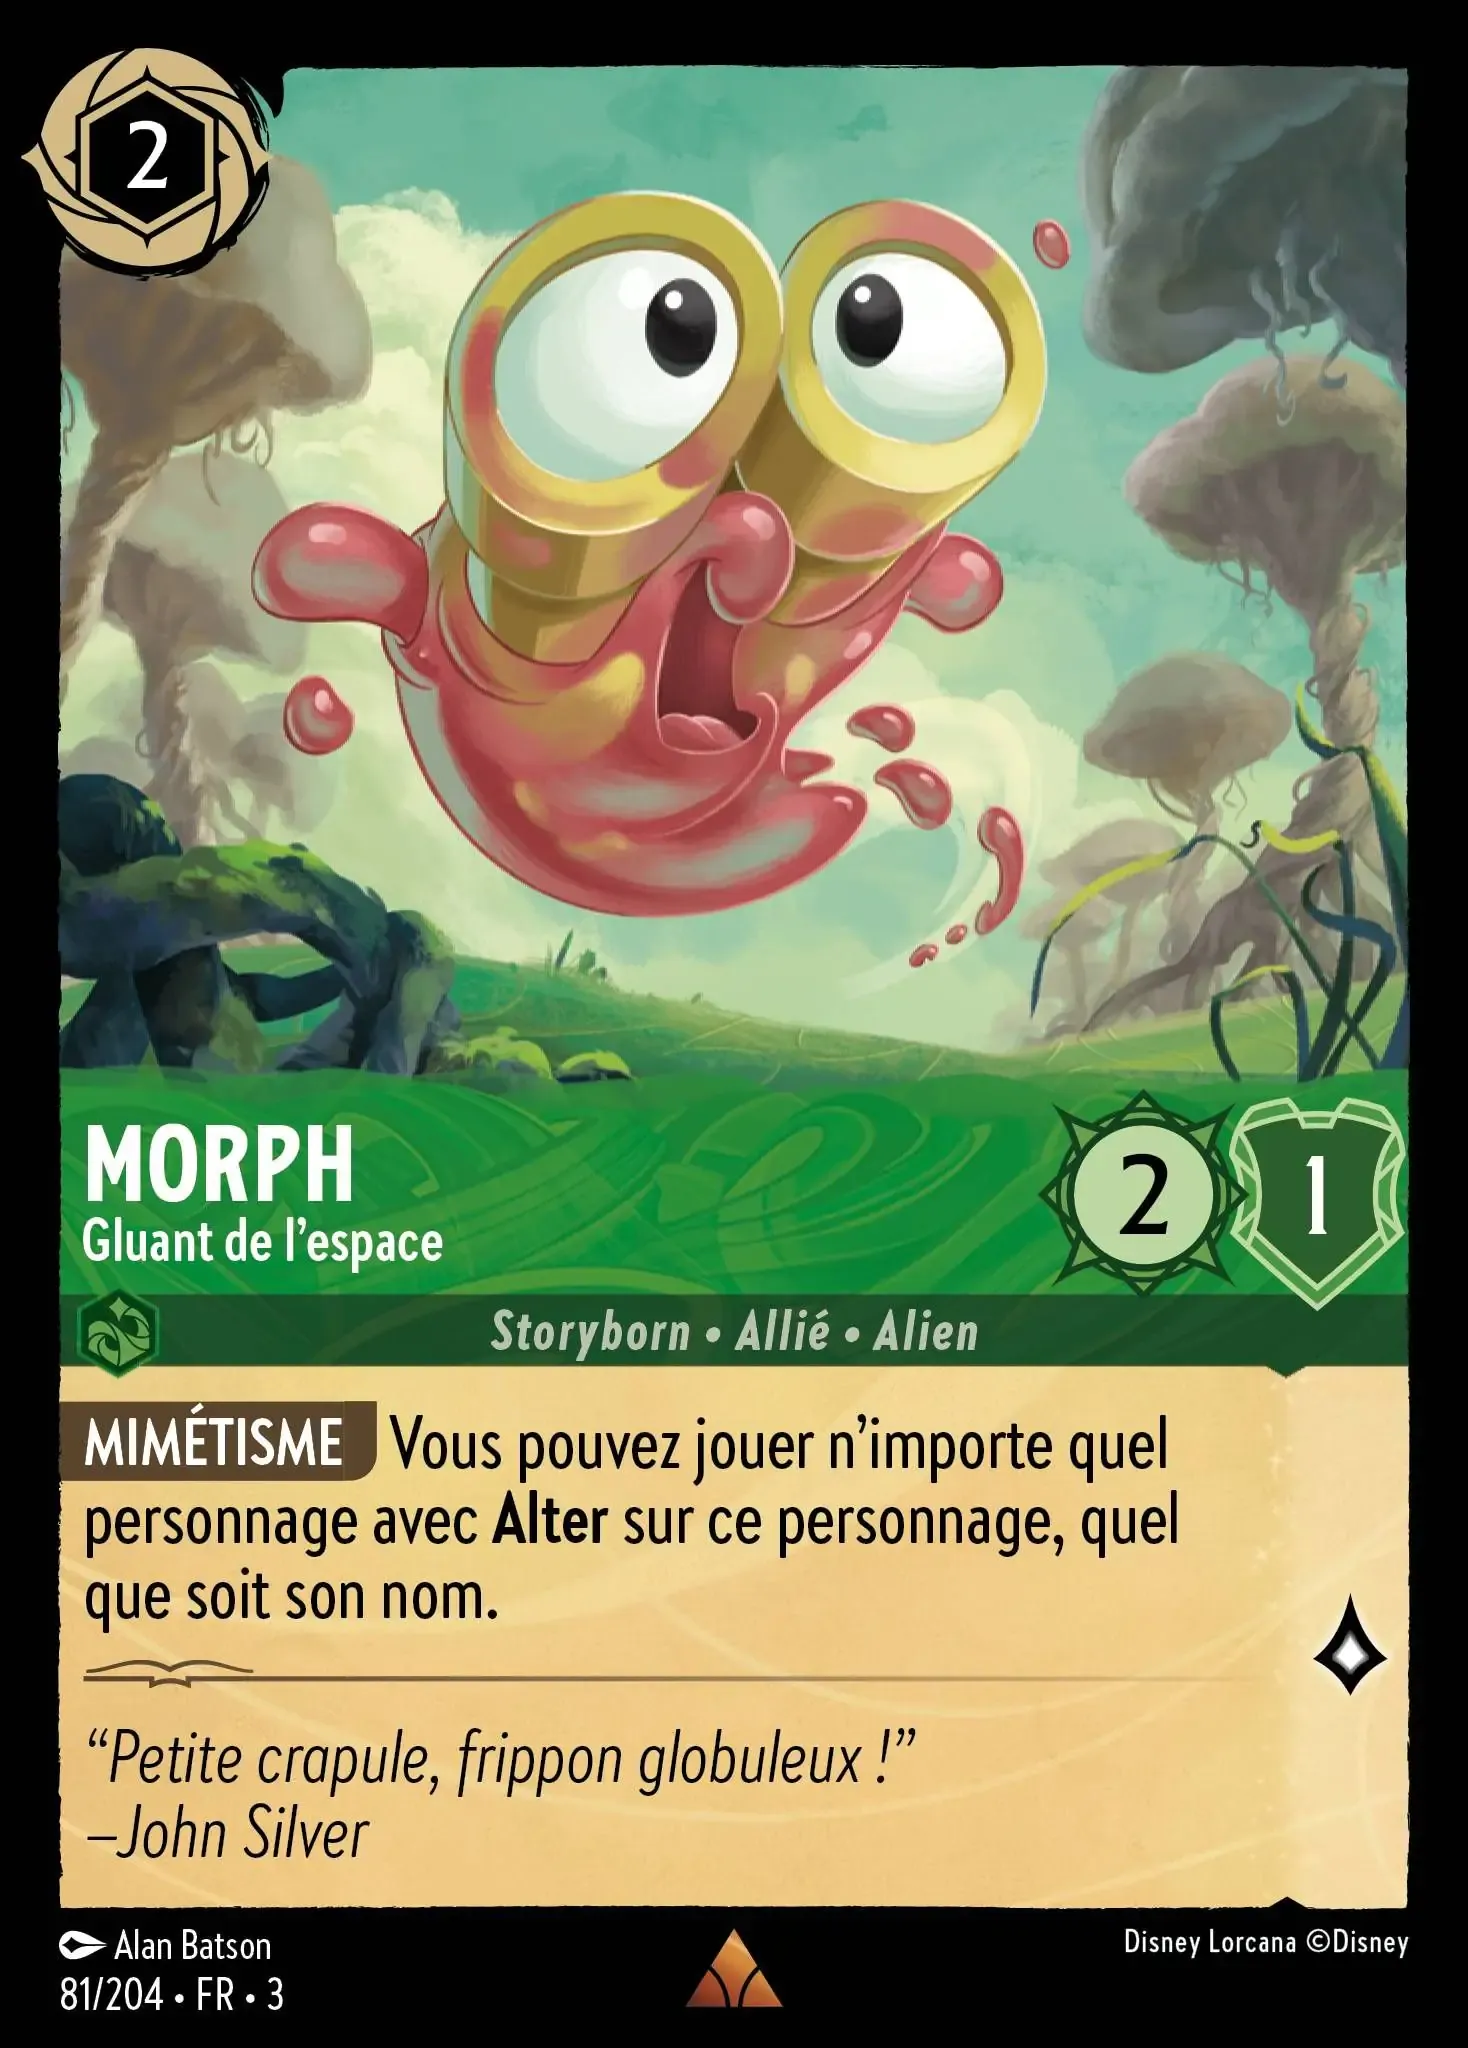 2
MORPH
Gluant de l’espace
2
1
Storyborn • Allié • Alien
MIMÉTISME Vous pouvez jouer n’importe quel
personnage avec Alter sur ce personnage, quel
que soit son nom.
“Petite crapule, frippon globuleux !”
–John Silver
Alan Batson
Disney Lorcana ©Disney
81/204 • FR • 3